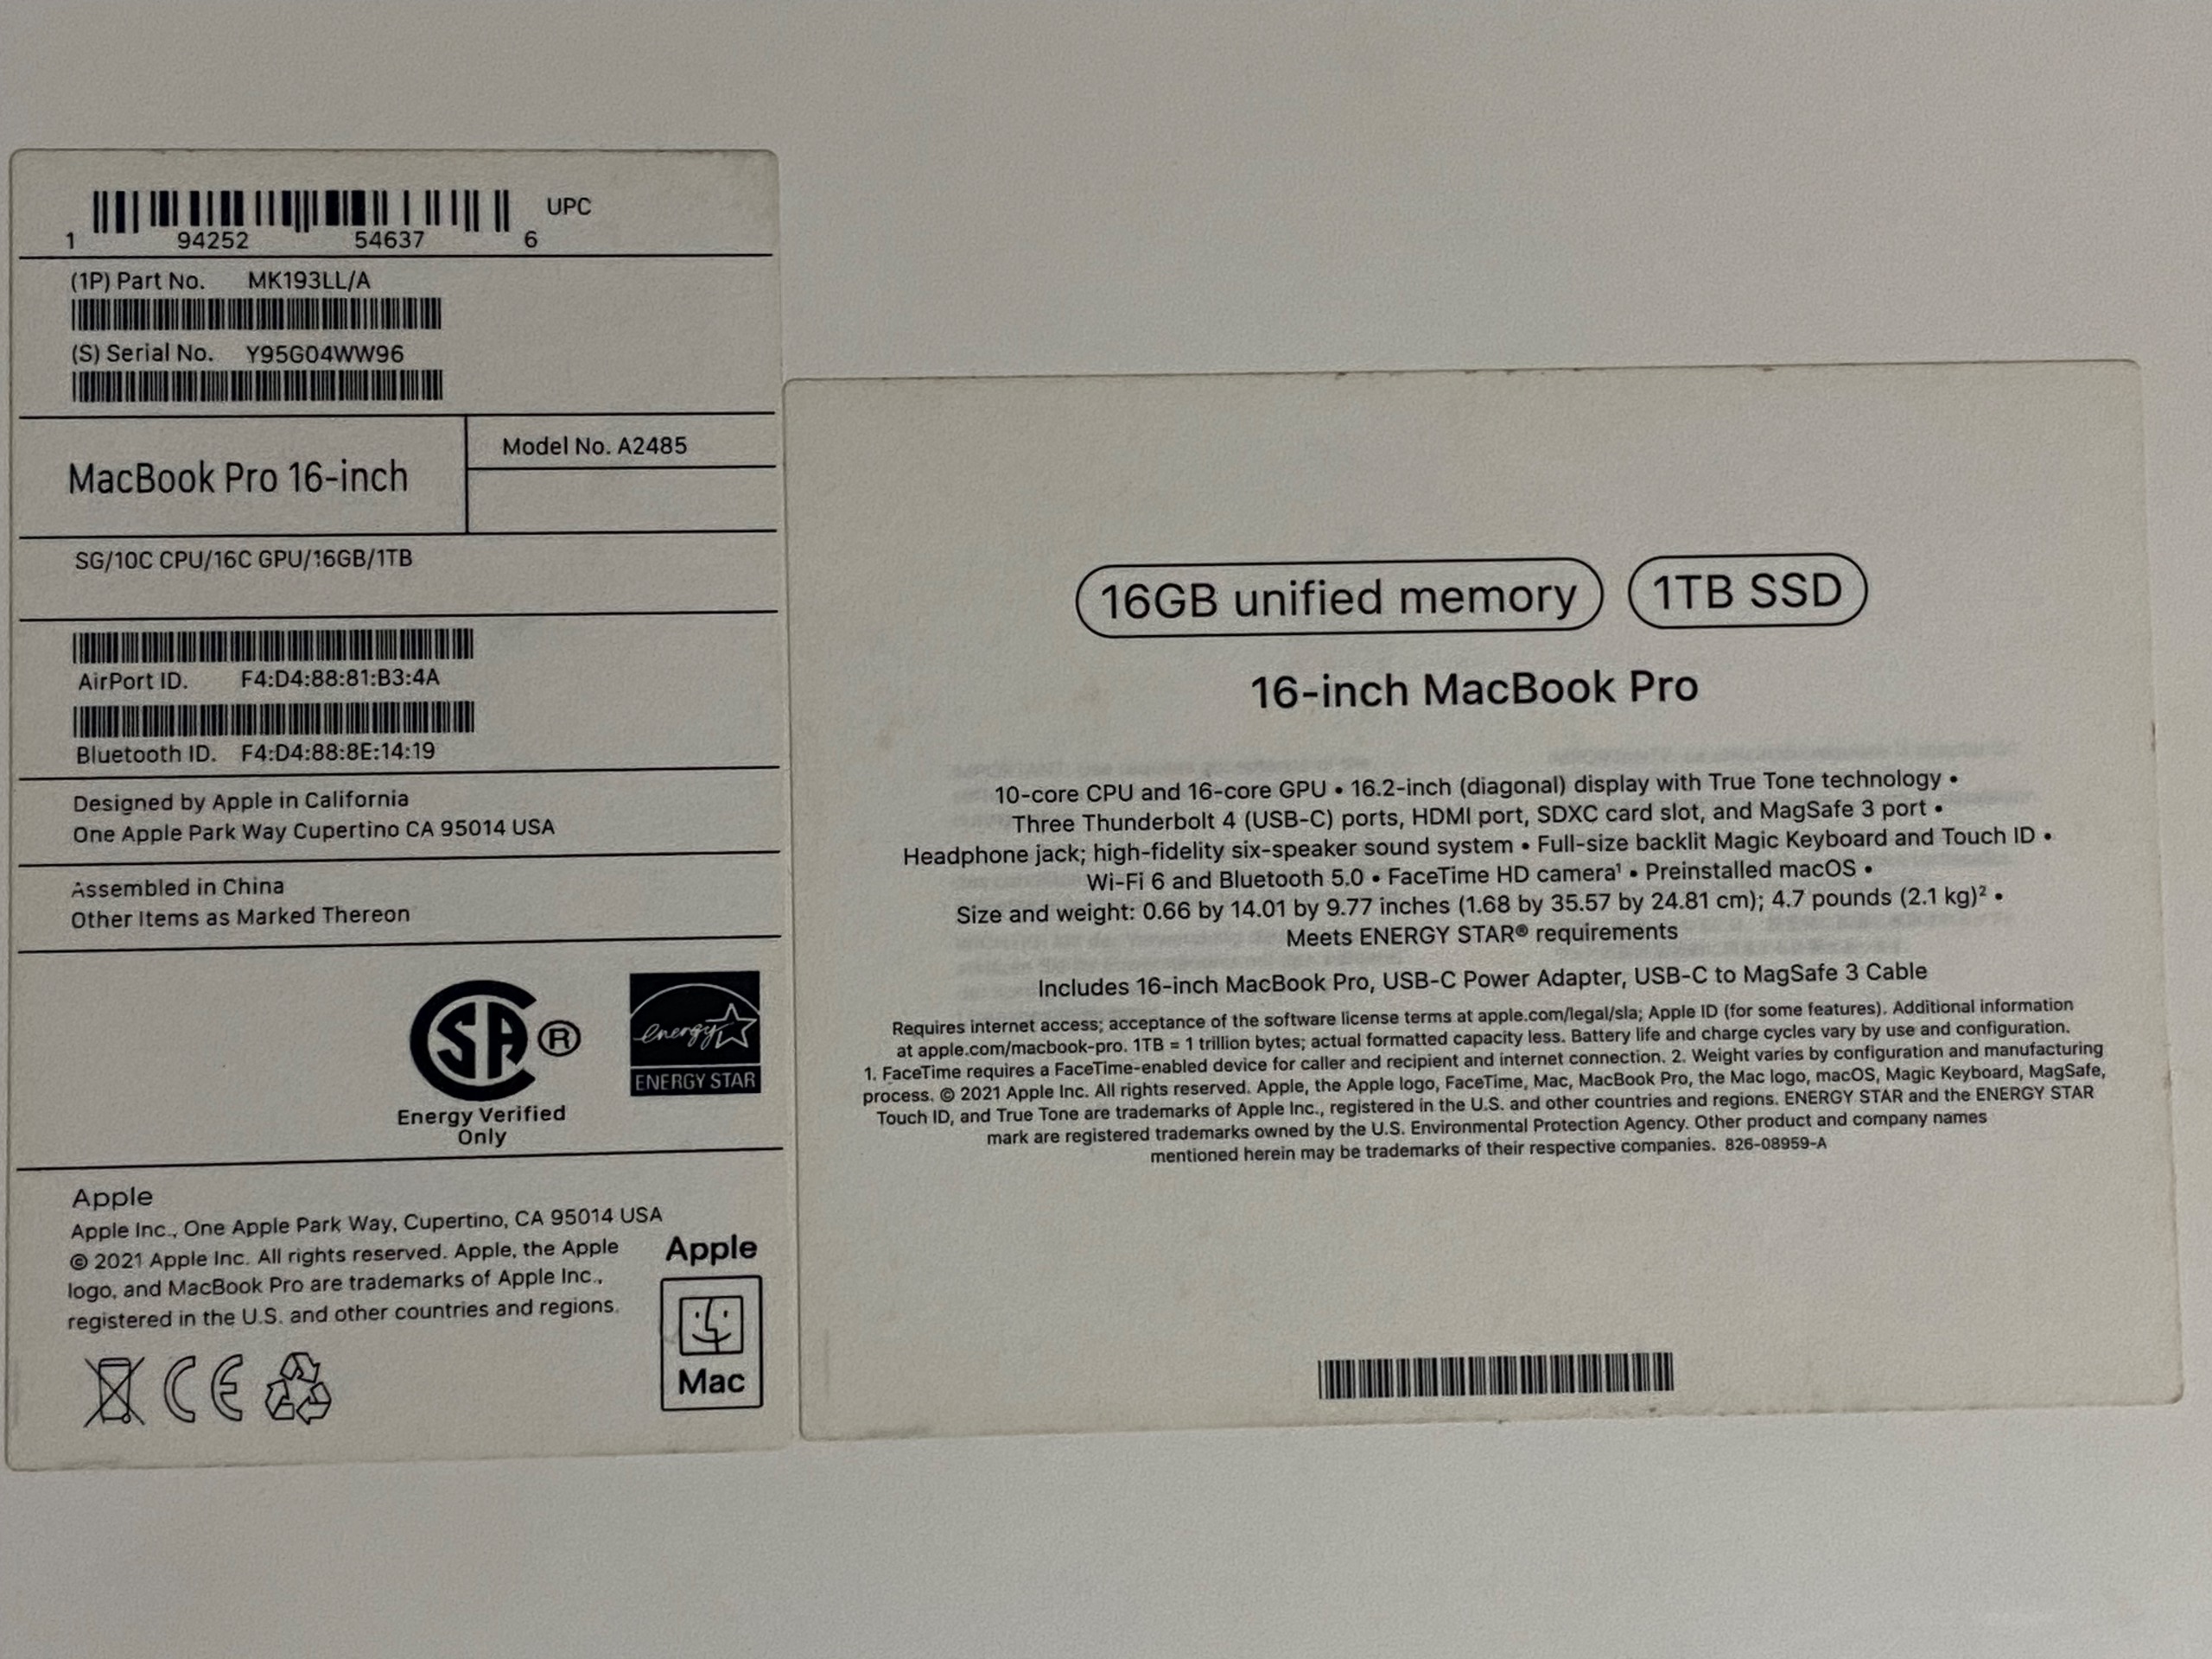 UPC
1 94252 54637 6
(1P) Part No. MK193LL/A
(S) Serial No. Y95G04WW96
MacBook Pro 16-inch
Model No. A2485
SG/10C CPU/16C GPU/16GB/1TB
AirPort ID. F4:D4:88:81:B3:4A
Bluetooth ID. F4:D4:88:8E:14:19
Designed by Apple in California
One Apple Park Way Cupertino CA 95014 USA
Assembled in China
Other Items as Marked Thereon
SA ®
Energy Verified
Only
energy
ENERGY STAR
Apple
Apple Inc., One Apple Park Way, Cupertino, CA 95014 USA
© 2021 Apple Inc. All rights reserved. Apple, the Apple
logo, and MacBook Pro are trademarks of Apple Inc.,
registered in the U.S. and other countries and regions.
Apple
Mac
CE
16GB unified memory 1TB SSD
16-inch MacBook Pro
10-core CPU and 16-core GPU • 16.2-inch (diagonal) display with True Tone technology •
Three Thunderbolt 4 (USB-C) ports, HDMI port, SDXC card slot, and MagSafe 3 port •
Headphone jack; high-fidelity six-speaker sound system • Full-size backlit Magic Keyboard and Touch ID •
Wi-Fi 6 and Bluetooth 5.0 • FaceTime HD camera¹ • Preinstalled macOS •
Size and weight: 0.66 by 14.01 by 9.77 inches (1.68 by 35.57 by 24.81 cm); 4.7 pounds (2.1 kg)² •
Meets ENERGY STAR® requirements
Includes 16-inch MacBook Pro, USB-C Power Adapter, USB-C to MagSafe 3 Cable
Requires internet access; acceptance of the software license terms at apple.com/legal/sla; Apple ID (for some features). Additional information
at apple.com/macbook-pro. 1TB = 1 trillion bytes; actual formatted capacity less. Battery life and charge cycles vary by use and configuration.
1. FaceTime requires a FaceTime-enabled device for caller and recipient and internet connection. 2. Weight varies by configuration and manufacturing
process. © 2021 Apple Inc. All rights reserved. Apple, the Apple logo, FaceTime, Mac, MacBook Pro, the Mac logo, macOS, Magic Keyboard, MagSafe,
Touch ID, and True Tone are trademarks of Apple Inc., registered in the U.S. and other countries and regions. ENERGY STAR and the ENERGY STAR
mark are registered trademarks owned by the U.S. Environmental Protection Agency. Other product and company names
mentioned herein may be trademarks of their respective companies. 826-08959-A